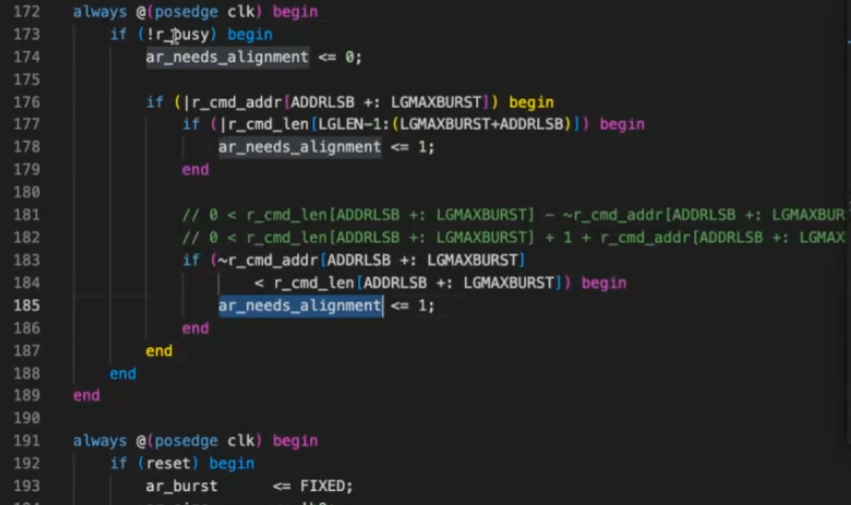 172 always @(posedge clk) begin
173 if (!r_busy) begin
174 ar_needs_alignment <= 0;
175
176 if (|r_cmd_addr[ADDRLSB +: LGMAXBURST]) begin
177 if (|r_cmd_len[LGLEN-1:(LGMAXBURST+ADDRLSB)]) begin
178 ar_needs_alignment <= 1;
179 end
180
181 // 0 < r_cmd_len[ADDRLSB +: LGMAXBURST] - ~r_cmd_addr[ADDRLSB +: LGMAXBUR
182 // 0 < r_cmd_len[ADDRLSB +: LGMAXBURST] + 1 + r_cmd_addr[ADDRLSB +: LGMAX
183 if (~r_cmd_addr[ADDRLSB +: LGMAXBURST]
184 < r_cmd_len[ADDRLSB +: LGMAXBURST]) begin
185 ar_needs_alignment <= 1;
186 end
187 end
188 end
189 end
190
191 always @(posedge clk) begin
192 if (reset) begin
193 ar_burst <= FIXED;